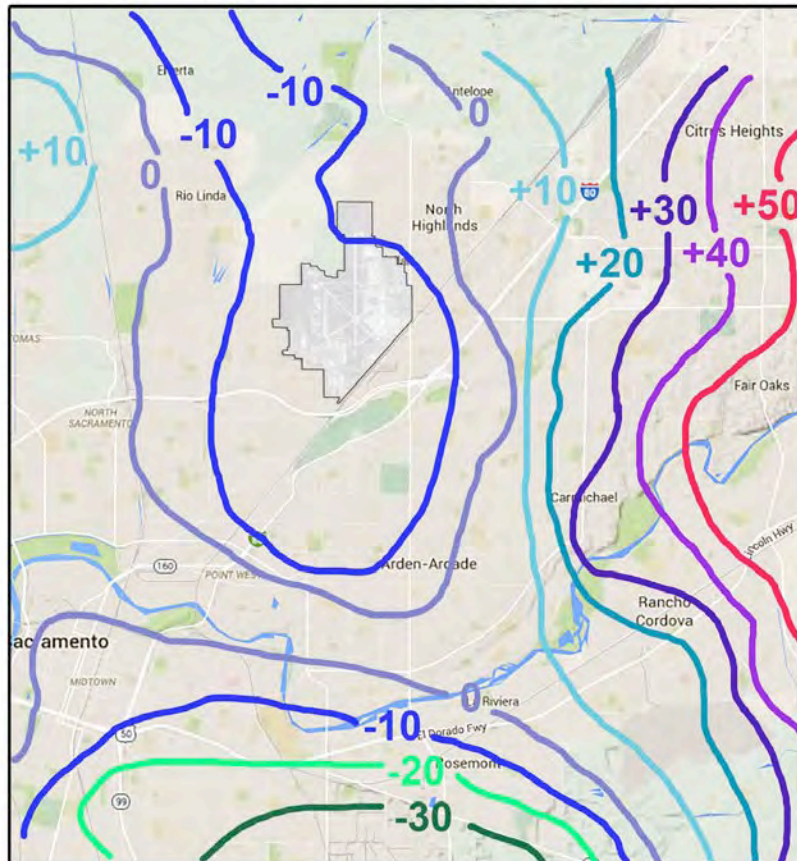 Elverta
-10
-10
Antelope
0
+10
-10
0
Citrus Heights
Rio Linda
+10
80
North
Highlands
+30
+50
+20
+40
NORTH
SACRAMENTO
Fair Oaks
Carmichael
160
POINT WEST
Arden-Arcade
Lincoln Hwy
Rancho
Cordova
Sacramento
MIDTOWN
0
Riviera
50
-10
El Dorado Fwy
-20
Rosemont
99
-30